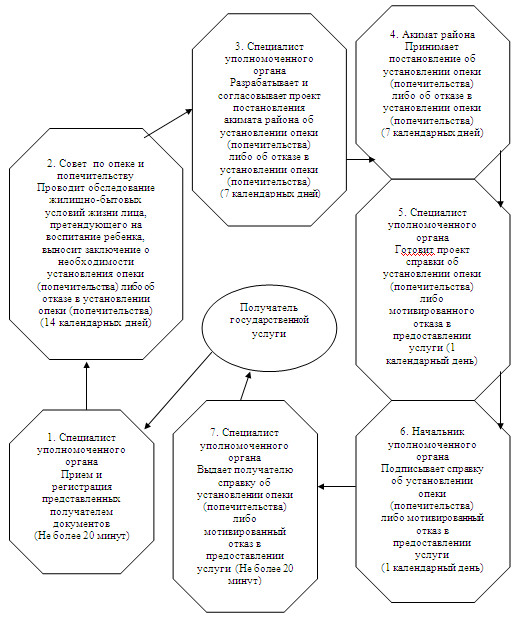 1. Специалист
уполномоченного
органа
Прием и
регистрация
представленных
получателем
документов
(Не более 20 минут)
2. Совет по опеке и
попечительству
Проводит обследование
жилищно-бытовых
условий жизни лица,
претендующего на
воспитание ребенка,
выносит заключение о
необходимости
установления опеки
(попечительства) либо об
отказе в установлении
опеки (попечительства)
(14 календарных дней)
3. Специалист
уполномоченного
органа
Разрабатывает и
согласовывает проект
постановления
акимата района об
установлении опеки
(попечительства)
либо об отказе в
установлении опеки
(попечительства)
(7 календарных дней)
4. Акимат района
Принимает
постановление об
установлении опеки
(попечительства)
либо об отказе в
установлении опеки
(попечительства)
(7 календарных дней)
5. Специалист
уполномоченного
органа
Готовит проект
справки об
установлении опеки
(попечительства)
либо
мотивированного
отказа в
предоставлении
услуги (1
календарный день)
6. Начальник
уполномоченного
органа
Подписывает справку
об установлении
опеки
(попечительства)
либо мотивированный
отказ в
предоставлении
услуги
(1 календарный день)
7. Специалист
уполномоченного
органа
Выдает получателю
справку об
установлении опеки
(попечительства)
либо
мотивированный
отказ в
предоставлении
услуги (Не более 20
минут)
Получатель
государственной
услуги